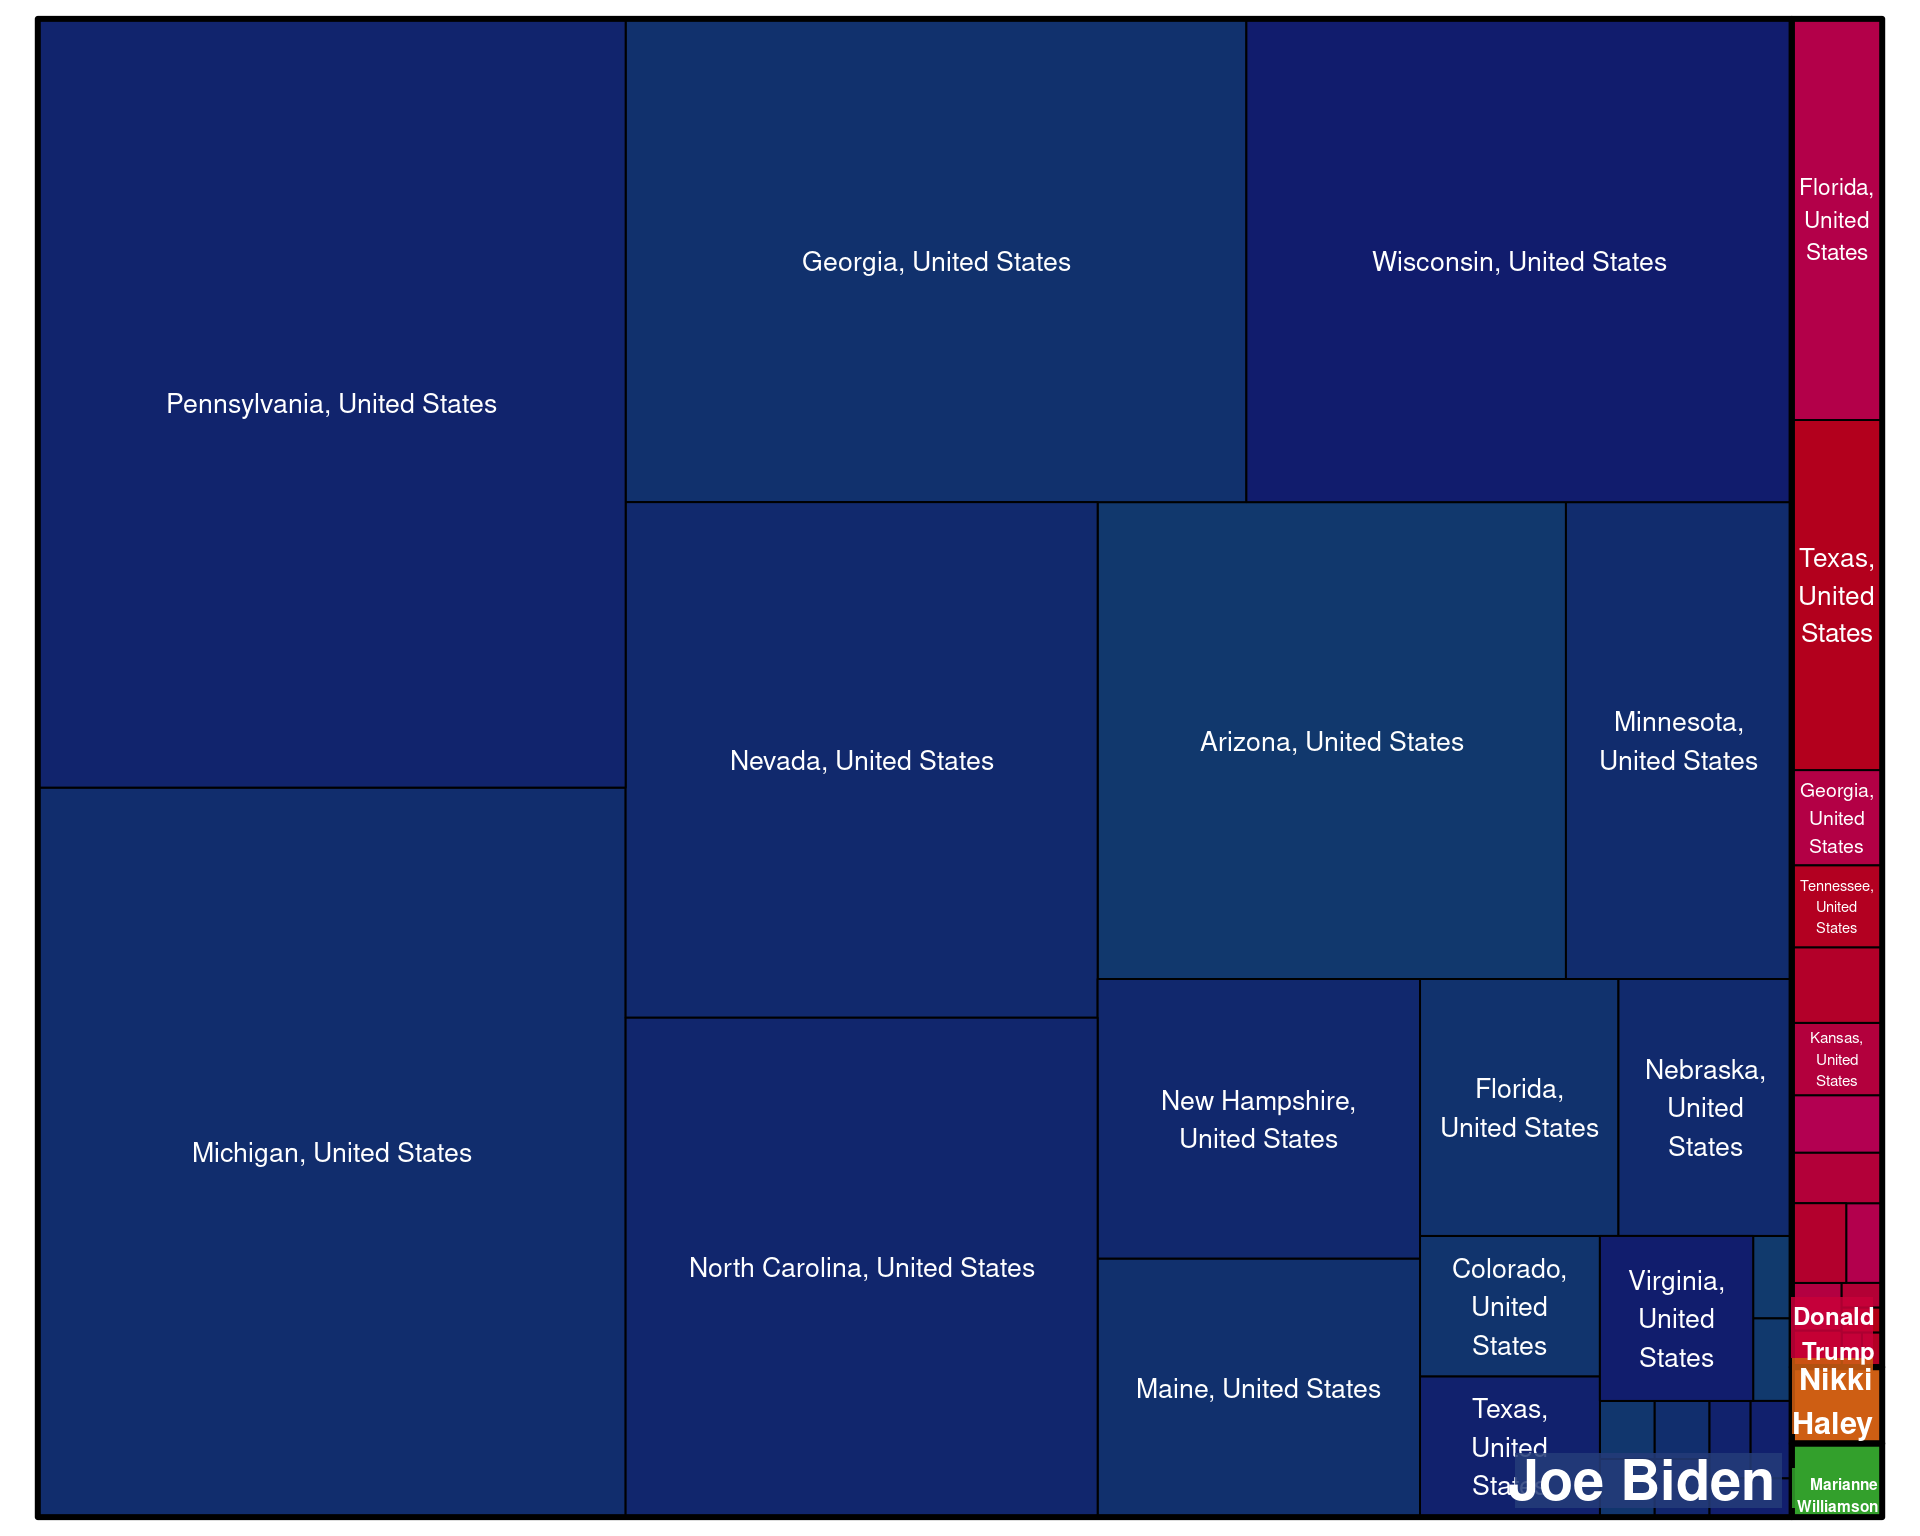 Pennsylvania, United States
Georgia, United States
Wisconsin, United States
Florida,
United
States
Texas,
United
States
Georgia,
United
States
Tennessee,
United
States
Kansas,
United
States
Nevada, United States
Arizona, United States
Minnesota,
United States
Michigan, United States
North Carolina, United States
New Hampshire,
United States
Florida,
United States
Nebraska,
United
States
Maine, United States
Colorado,
United
States
Virginia,
United
States
Texas,
United
States
Joe Biden
Donald
Trump
Nikki
Haley
Marianne
Williamson